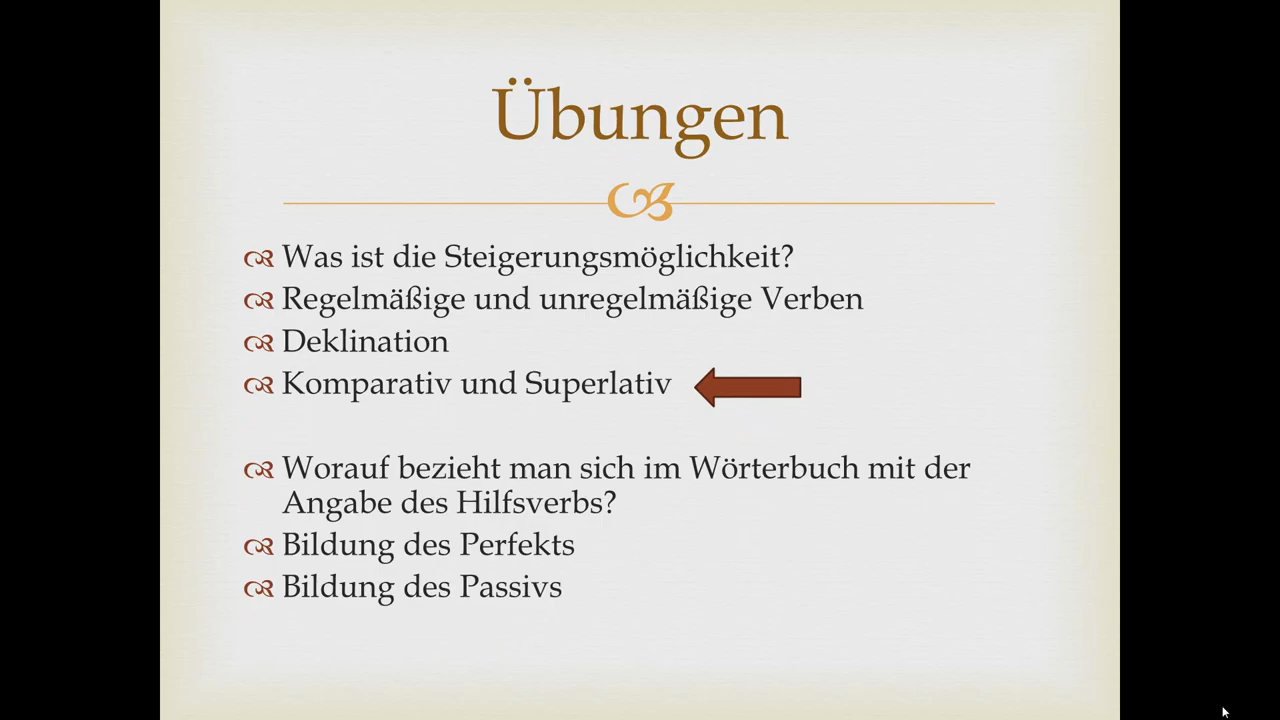 Übungen
Was ist die Steigerungsmöglichkeit?
Regelmäßige und unregelmäßige Verben
Deklination
Komparativ und Superlativ
Worauf bezieht man sich im Wörterbuch mit der
Angabe des Hilfsverbs?
Bildung des Perfekts
Bildung des Passivs